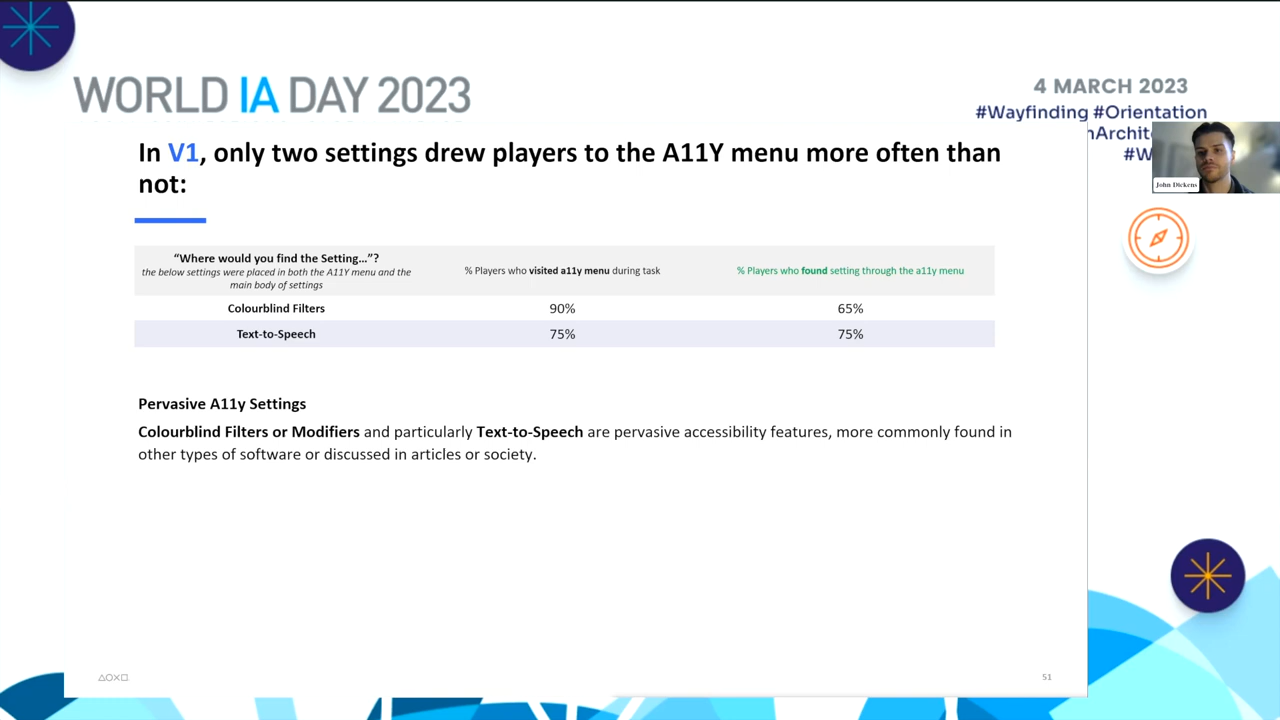 WORLD IA DAY 2023
4 MARCH 2023
#Wayfinding #Orientation
nArchite
#W
John Dickens
In V1, only two settings drew players to the A11Y menu more often than
not:
“Where would you find the Setting…”?
the below settings were placed in both the A11Y menu and the
main body of settings
% Players who visited a11y menu during task
% Players who found setting through the a11y menu
Colourblind Filters
90%
65%
Text-to-Speech
75%
75%
Pervasive A11y Settings
Colourblind Filters or Modifiers and particularly Text-to-Speech are pervasive accessibility features, more commonly found in
other types of software or discussed in articles or society.
51